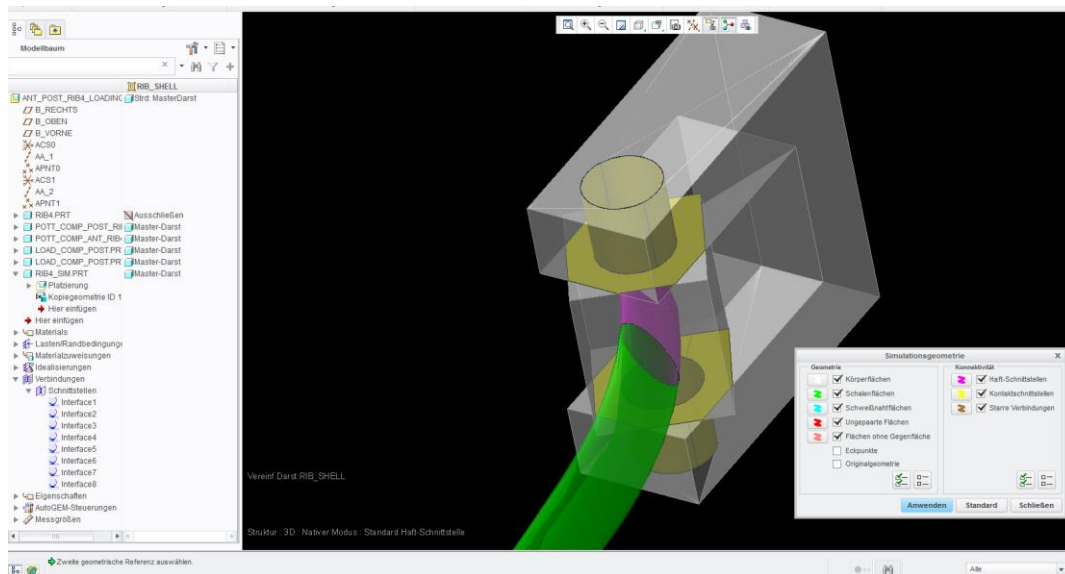 Modellbaum
RIB_SHELL
ANT_POST_RIB4_LOADING Strd: MasterDarst
B_RECHTS
B_OBEN
B_VORNE
ACS0
AA_1
APNT0
ACS1
AA_2
APNT1
RIB4.PRT Ausschließen
POTT_COMP_POST_RI Master-Darst
POTT_COMP_ANT_RIB Master-Darst
LOAD_COMP_POST.PR Master-Darst
LOAD_COMP_POST.PR Master-Darst
RIB4_SIM.PRT Master-Darst
Platzierung
Kopiegeometrie ID 1
Hier einfügen
Hier einfügen
Materials
Lasten/Randbedingung
Materialzuweisungen
Idealisierungen
Verbindungen
Schnittstellen
Interface1
Interface2
Interface3
Interface4
Interface5
Interface6
Interface7
Interface8
Eigenschaften
AutoGEM-Steuerungen
Messgrößen
Vereinf Darst:RIB_SHELL
Struktur : 3D : Nativer Modus : Standard Haft-Schnittstelle
Simulationsgeometrie X
Geometrie
Körperflächen
Schalenflächen
Schweißnahtflächen
Ungepaarte Flächen
Flächen ohne Gegenfläche
Eckpunkte
Originalgeometrie
Konnektivität
Haft-Schnittstellen
Kontaktschnittstellen
Starre Verbindungen
Anwenden Standard Schließen
Zweite geometrische Referenz auswählen.
Alle